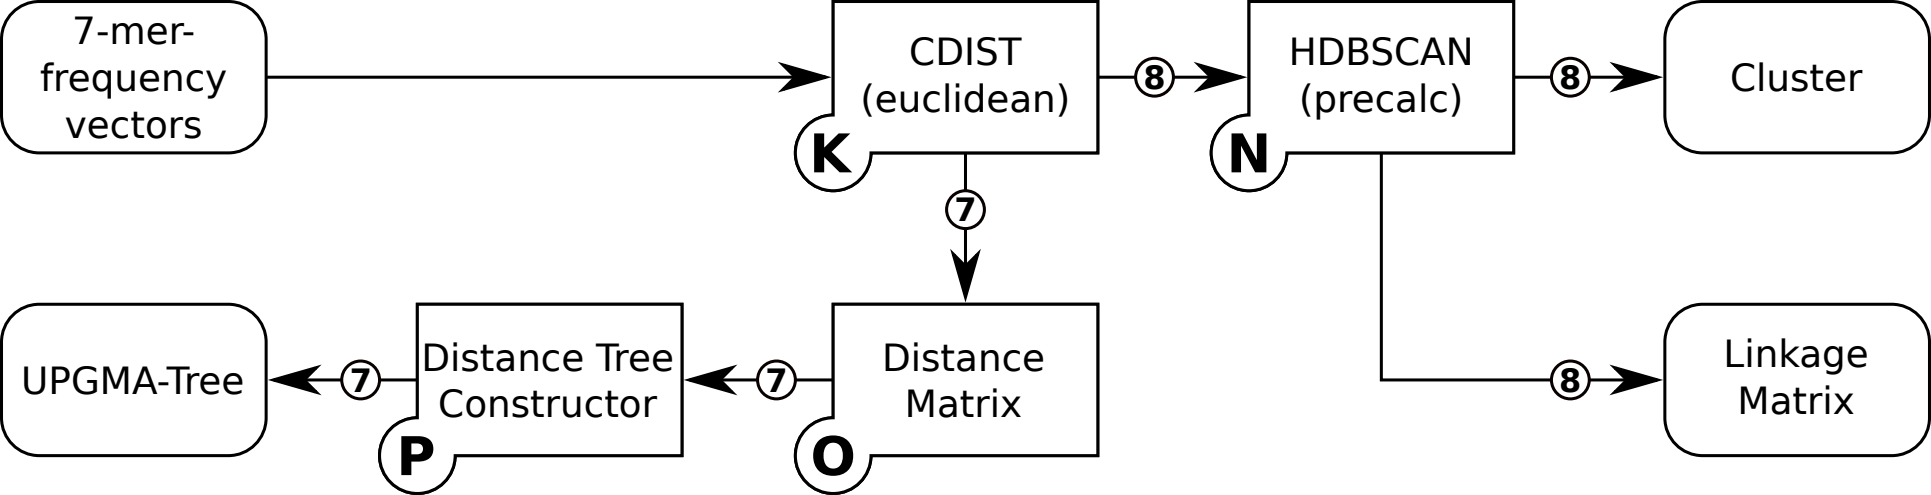 7-mer-
frequency
vectors
CDIST
(euclidean)
K
8
HDBSCAN
(precalc)
N
8
Cluster
7
UPGMA-Tree
7
Distance Tree
Constructor
P
7
Distance
Matrix
O
8
Linkage
Matrix